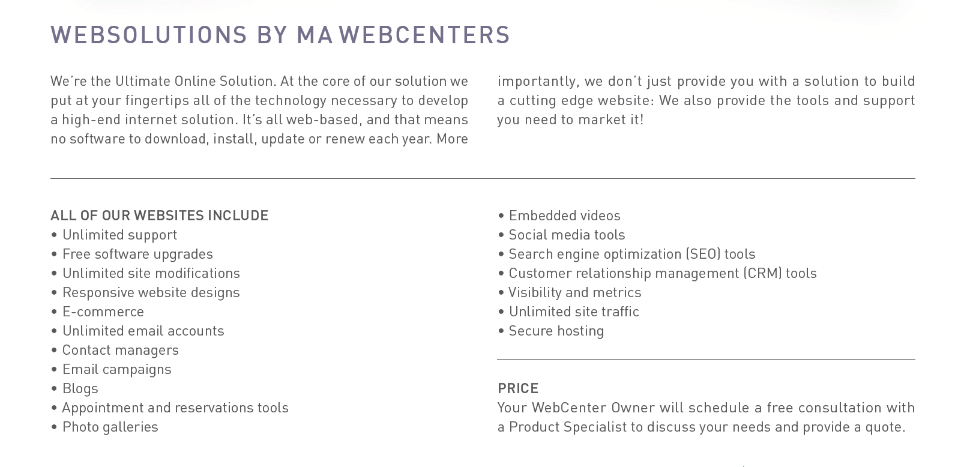 WEBSOLUTIONS BY MA WEBCENTERS
We're the Ultimate Online Solution. At the core of our solution we
put at your fingertips all of the technology necessary to develop
a high-end internet solution. It's all web-based, and that means
no software to download, install, update or renew each year. More
importantly, we don't just provide you with a solution to build
a cutting edge website: We also provide the tools and support
you need to market it!
ALL OF OUR WEBSITES INCLUDE
• Unlimited support
• Free software upgrades
• Unlimited site modifications
• Responsive website designs
• E-commerce
• Unlimited email accounts
• Contact managers
• Email campaigns
• Blogs
• Appointment and reservations tools
• Photo galleries
• Embedded videos
• Social media tools
• Search engine optimization (SEO) tools
• Customer relationship management (CRM) tools
• Visibility and metrics
• Unlimited site traffic
• Secure hosting
PRICE
Your WebCenter Owner will schedule a free consultation with
a Product Specialist to discuss your needs and provide a quote.